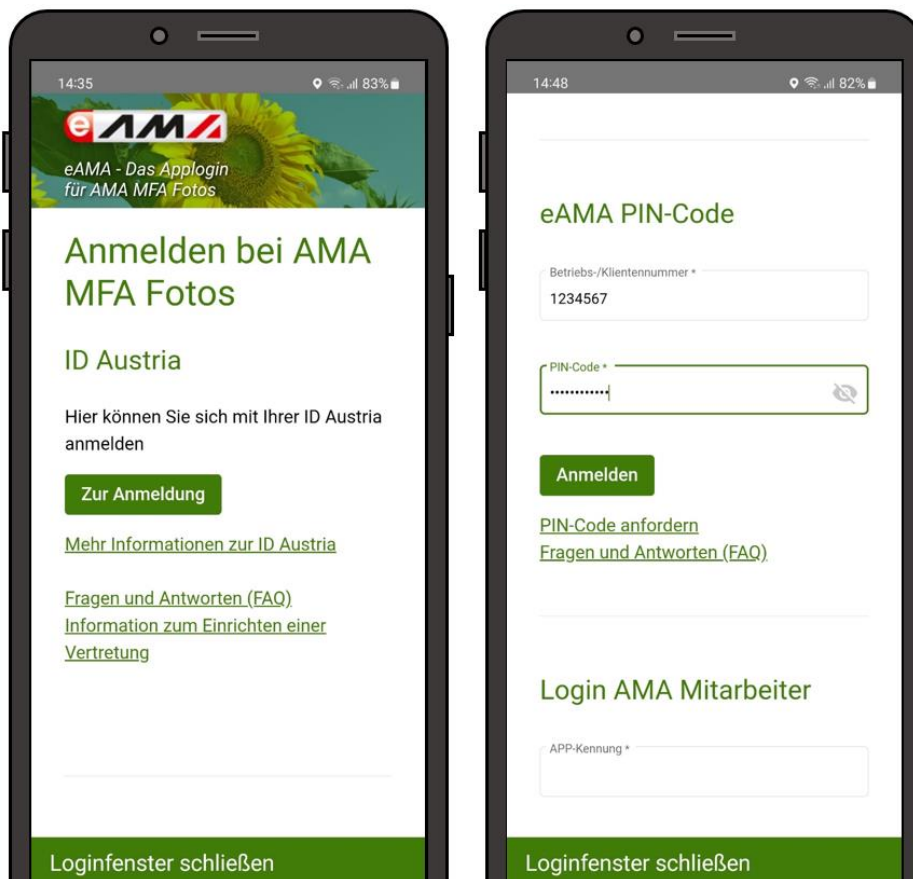 14:35
83%
eAMA
eAMA - Das Applogin
für AMA MFA Fotos
Anmelden bei AMA
MFA Fotos
ID Austria
Hier können Sie sich mit Ihrer ID Austria
anmelden
Zur Anmeldung
Mehr Informationen zur ID Austria
Fragen und Antworten (FAQ)
Information zum Einrichten einer
Vertretung
Loginfenster schließen
14:48
82%
eAMA PIN-Code
Betriebs-/Klientennummer *
1234567
PIN-Code *
••••••••••••
Anmelden
PIN-Code anfordern
Fragen und Antworten (FAQ)
Login AMA Mitarbeiter
APP-Kennung *
Loginfenster schließen